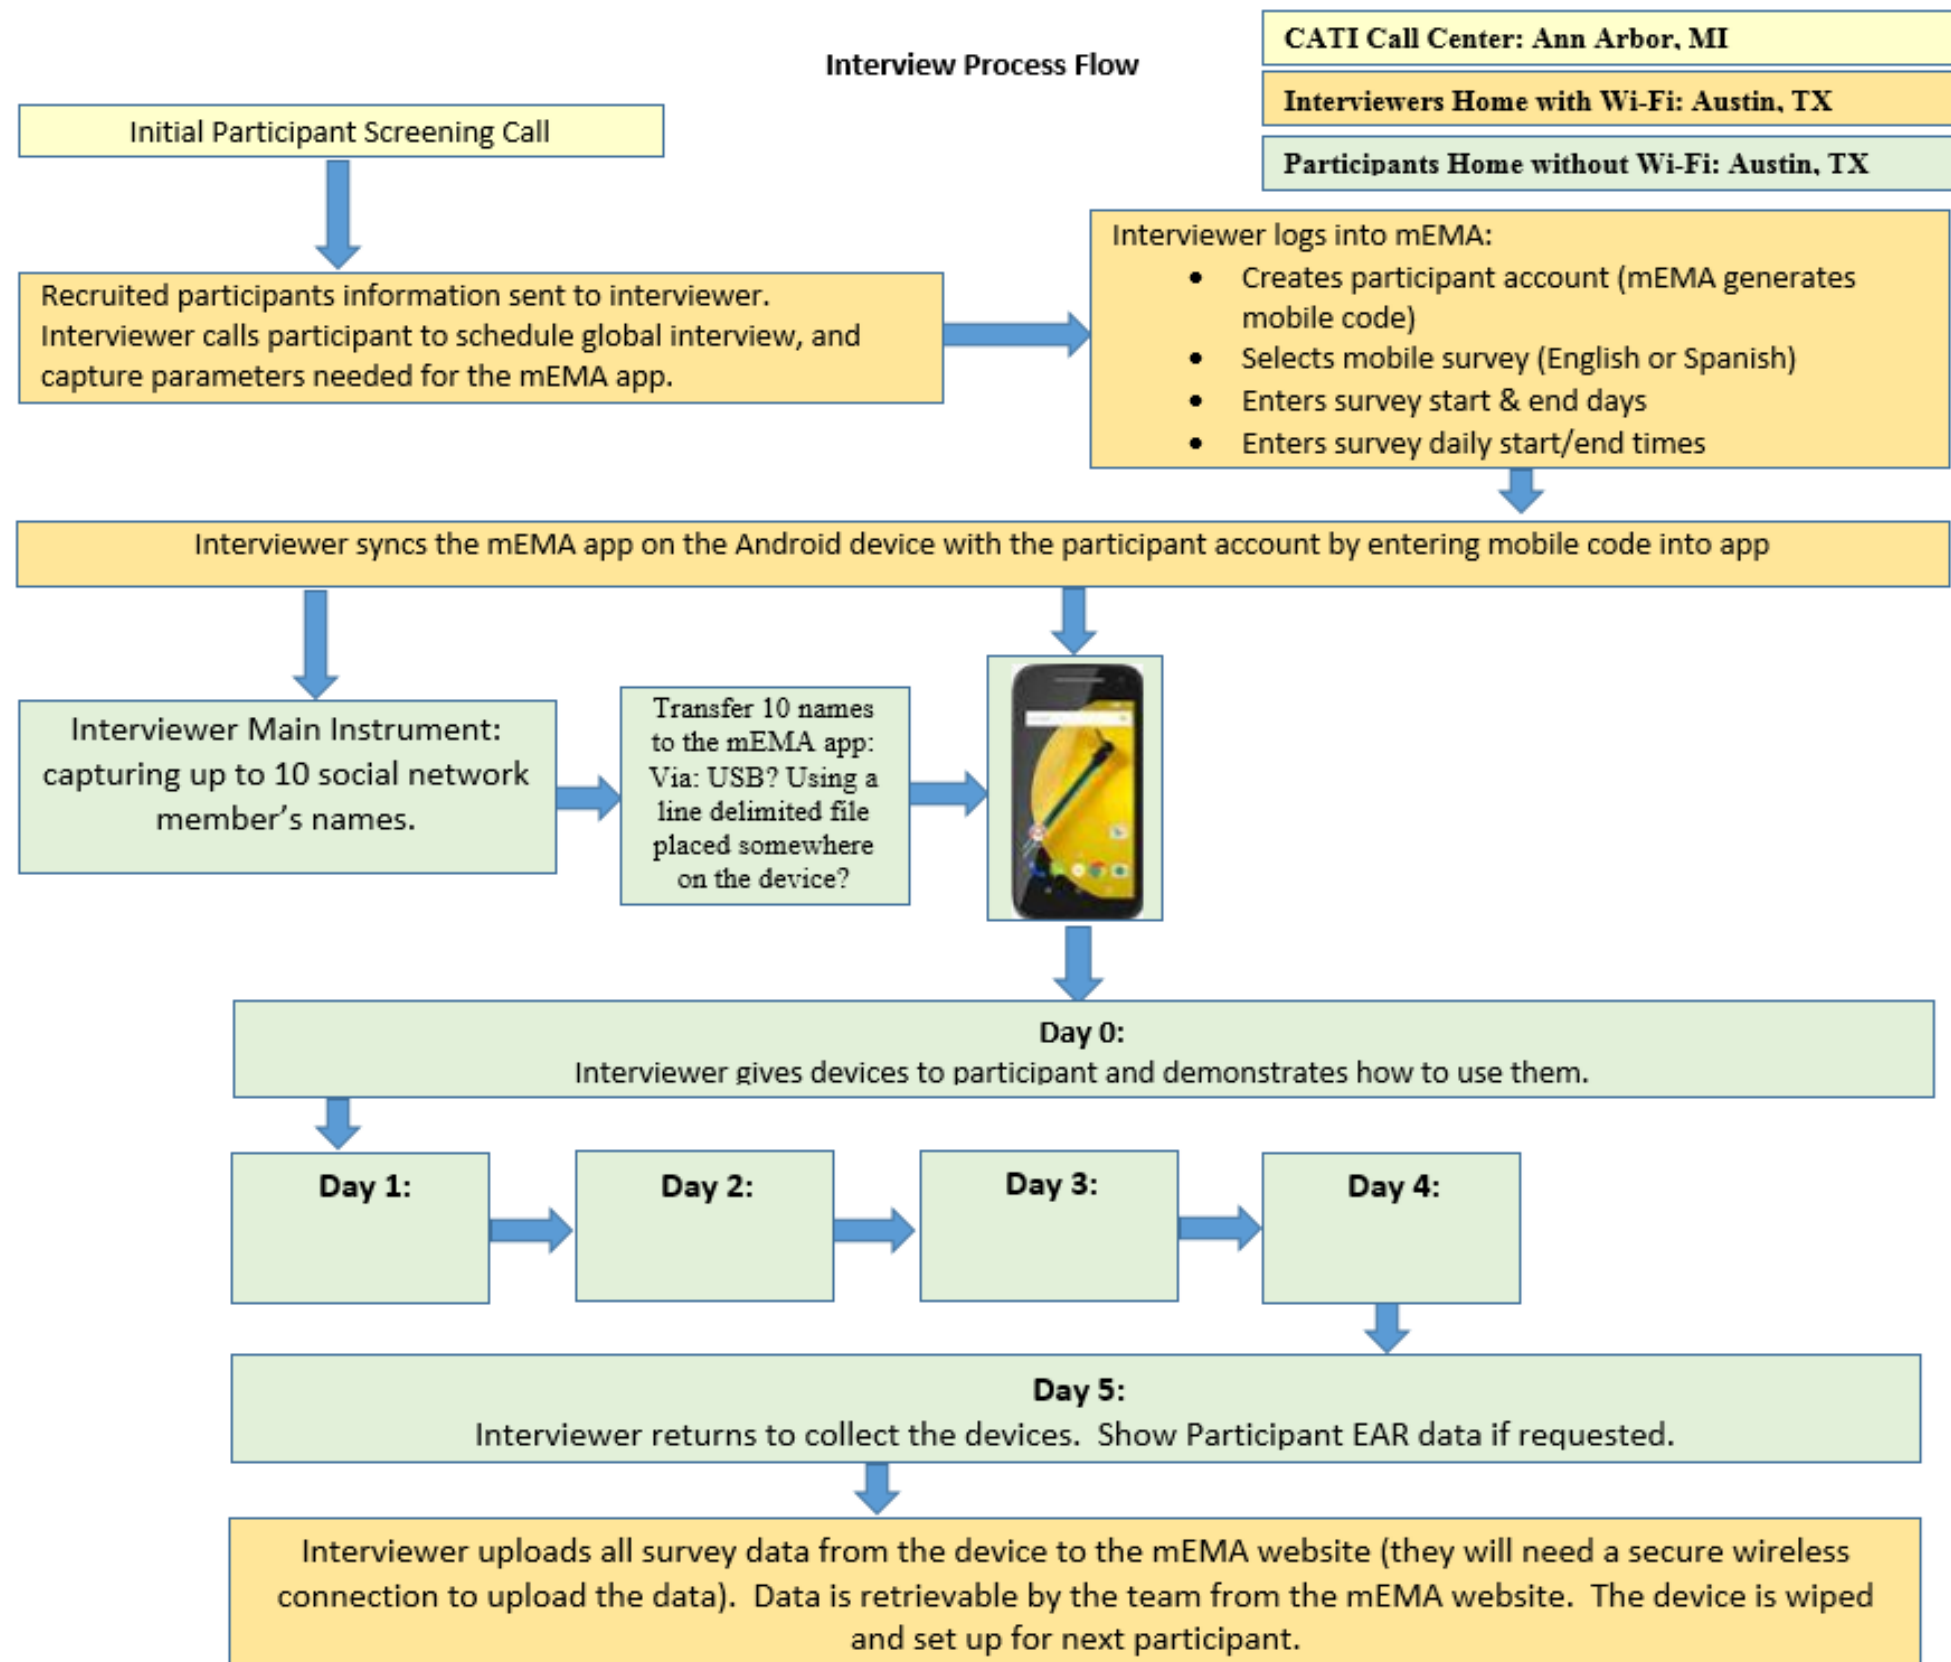 Interview Process Flow
CATI Call Center: Ann Arbor, MI
Interviewers Home with Wi-Fi: Austin, TX
Participants Home without Wi-Fi: Austin, TX
Initial Participant Screening Call
Recruited participants information sent to interviewer.
Interviewer calls participant to schedule global interview, and
capture parameters needed for the mEMA app.
Interviewer logs into mEMA:
• Creates participant account (mEMA generates
mobile code)
• Selects mobile survey (English or Spanish)
• Enters survey start & end days
• Enters survey daily start/end times
Interviewer syncs the mEMA app on the Android device with the participant account by entering mobile code into app
Interviewer Main Instrument:
capturing up to 10 social network
member’s names.
Transfer 10 names
to the mEMA app:
Via: USB? Using a
line delimited file
placed somewhere
on the device?
Day 0:
Interviewer gives devices to participant and demonstrates how to use them.
Day 1:
Day 2:
Day 3:
Day 4:
Day 5:
Interviewer returns to collect the devices.  Show Participant EAR data if requested.
Interviewer uploads all survey data from the device to the mEMA website (they will need a secure wireless
connection to upload the data).  Data is retrievable by the team from the mEMA website.  The device is wiped
and set up for next participant.